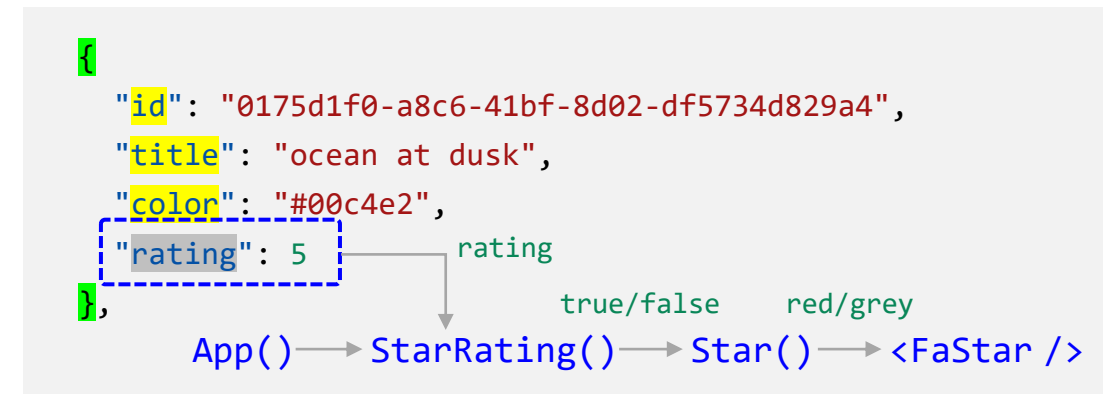 {
"id": "0175d1f0-a8c6-41bf-8d02-df5734d829a4",
"title": "ocean at dusk",
"color": "#00c4e2",
"rating": 5 rating
}, true/false red/grey
App() StarRating() Star() <FaStar />